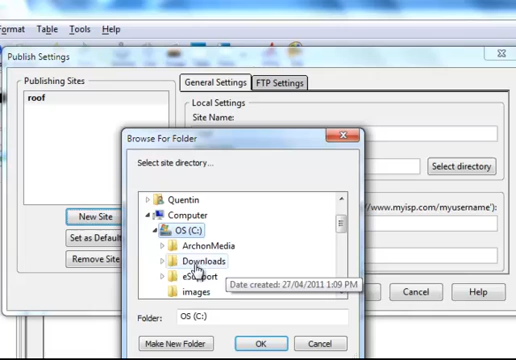 Format Table Tools Help
Publish Settings
Publishing Sites
General Settings FTP Settings
roof
Local Settings
Site Name:
Browse For Folder
Select site directory...
Select directory
Quentin
Computer
OS (C:)
ArchonMedia
Downloads
eSupport
images
Date created: 27/04/2011 1:09 PM
/www.myisp.com/myusername'):
New Site
Set as Default
Remove Site
Cancel Help
Folder: OS (C:)
Make New Folder OK Cancel